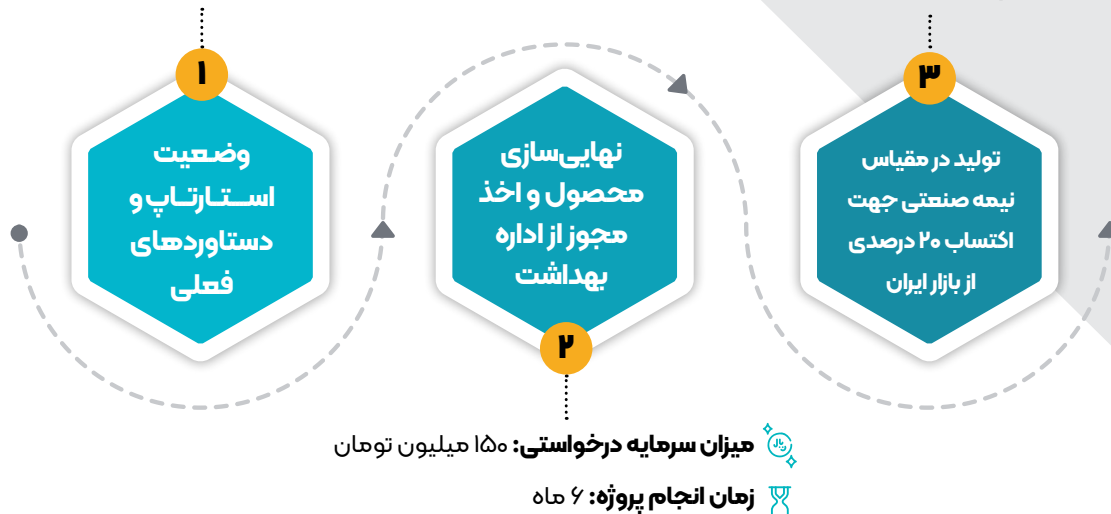 ۱
وضعیت
استارتاپ و
دستاوردهای
فعلی
نهایی‌سازی
محصول و اخذ
مجوز از اداره
بهداشت
۲
میزان سرمایه درخواستی: ۱۵۰ میلیون تومان
زمان انجام پروژه: ۶ ماه
۳
تولید در مقیاس
نیمه صنعتی جهت
اکتساب ۲۰ درصدی
از بازار ایران